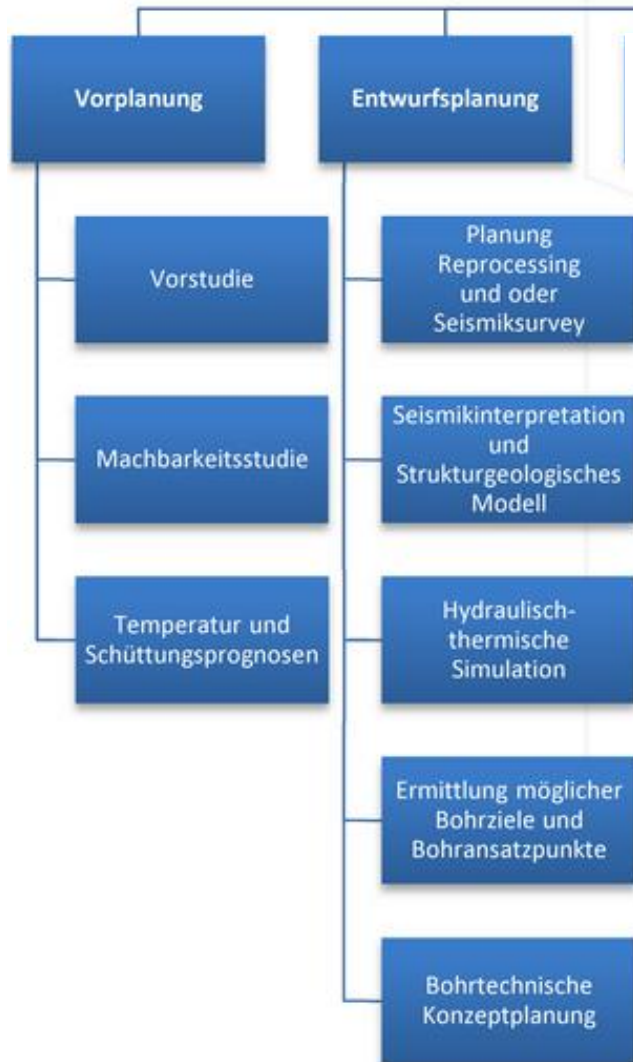 Vorplanung
Vorstudie
Machbarkeitsstudie
Temperatur und
Schüttungsprognosen
Entwurfsplanung
Planung
Reprocessing
und oder
Seismiksurvey
Seismikinterpretation
und
Strukturgeologisches
Modell
Hydraulisch-
thermische
Simulation
Ermittlung möglicher
Bohrziele und
Bohransatzpunkte
Bohrtechnische
Konzeptplanung